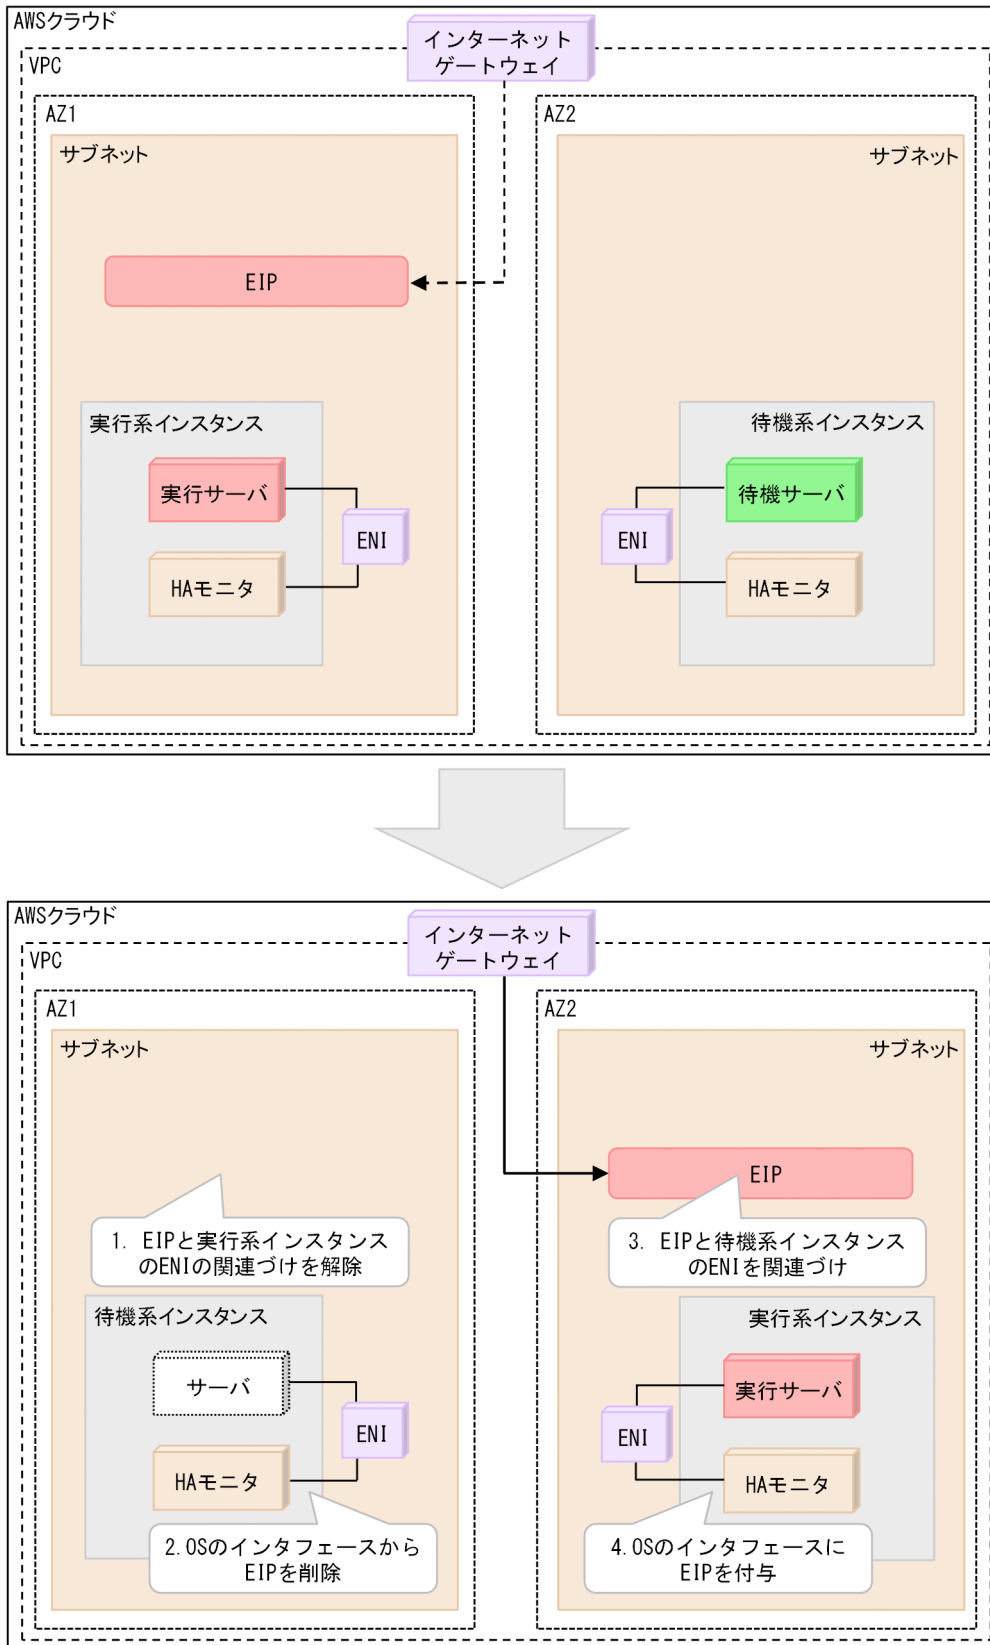 AWSクラウド
インターネット
ゲートウェイ
VPC
AZ1
サブネット
EIP
実行系インスタンス
実行サーバ
ENI
HAモニタ
AZ2
サブネット
待機系インスタンス
待機サーバ
ENI
HAモニタ
AWSクラウド
インターネット
ゲートウェイ
VPC
AZ1
サブネット
1. EIPと実行系インスタンス
のENIの関連づけを解除
待機系インスタンス
サーバ
ENI
HAモニタ
2.OSのインタフェースから
EIPを削除
AZ2
サブネット
EIP
3. EIPと待機系インスタンス
のENIを関連づけ
実行系インスタンス
実行サーバ
ENI
HAモニタ
4.OSのインタフェースに
EIPを付与